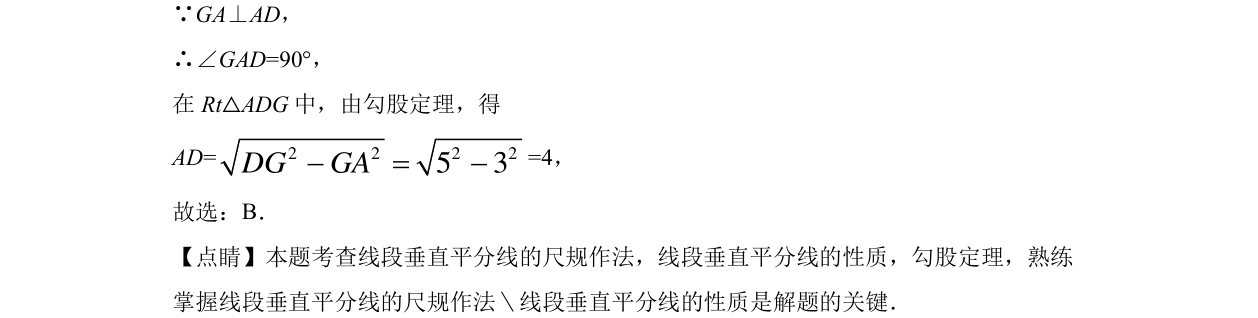 ∵GA⊥AD,
∴∠GAD=90°,
在 Rt△ADG 中，由勾股定理，得
AD=√(DG²－GA²)=√(5²－3²)=4,
故选：B．
【点睛】本题考查线段垂直平分线的尺规作法，线段垂直平分线的性质，勾股定理，熟练
掌握线段垂直平分线的尺规作法\线段垂直平分线的性质是解题的关键．